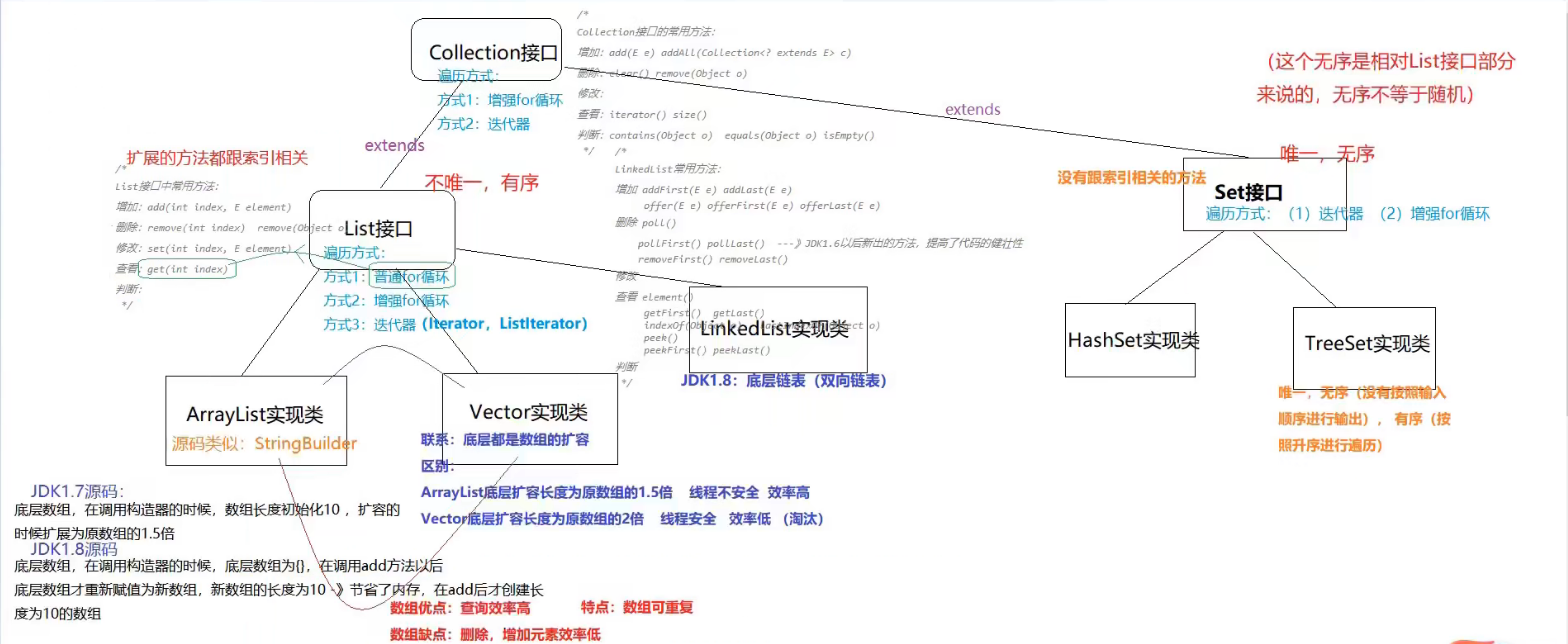 Collection接口
遍历方式：
方式1：增强for循环
方式2：迭代器
/*
Collection接口的常用方法：
增加：add(E e) addAll(Collection<? extends E> c)
删除：clear() remove(Object o)
修改：
查看：iterator() size()
判断：contains(Object o)  equals(Object o) isEmpty()
*/
extends
extends
（这个无序是相对List接口部分
来说的，无序不等于随机）
唯一，无序
没有跟索引相关的方法
Set接口
遍历方式：（1）迭代器 （2）增强for循环
扩展的方法都跟索引相关
/*
List接口中常用方法：
增加：add(int index, E element)
删除：remove(int index)  remove(Object o
修改：set(int index, E element)
查看：get(int index)
判断：
*/
不唯一，有序
List接口
遍历方式：
方式1：普通for循环
方式2：增强for循环
方式3：迭代器（Iterator，ListIterator）
/*
LinkedList常用方法：
增加 addFirst(E e) addLast(E e)
offer(E e) offerFirst(E e) offerLast(E e)
删除 poll()
pollFirst() pollLast()  ---》JDK1.6以后新出的方法，提高了代码的健壮性
removeFirst() removeLast()
修改
查看 element()
getFirst()  getLast()
indexOf(Object o)
peek()
peekFirst() peekLast()
判断
*/
LinkedList实现类
JDK1.8：底层链表（双向链表）
HashSet实现类
TreeSet实现类
唯一，无序（没有按照输入
顺序进行输出），有序（按
照升序进行遍历）
ArrayList实现类
源码类似：StringBuilder
Vector实现类
联系：底层都是数组的扩容
区别：
ArrayList底层扩容长度为原数组的1.5倍  线程不安全 效率高
Vector底层扩容长度为原数组的2倍  线程安全  效率低 （淘汰）
JDK1.7源码：
底层数组，在调用构造器的时候，数组长度初始化10 ，扩容的
时候扩展为原数组的1.5倍
JDK1.8源码
底层数组，在调用构造器的时候，底层数组为{}，在调用add方法以后
底层数组才重新赋值为新数组，新数组的长度为10 -》节省了内存，在add后才创建长
度为10的数组
数组优点：查询效率高  特点：数组可重复
数组缺点：删除，增加元素效率低